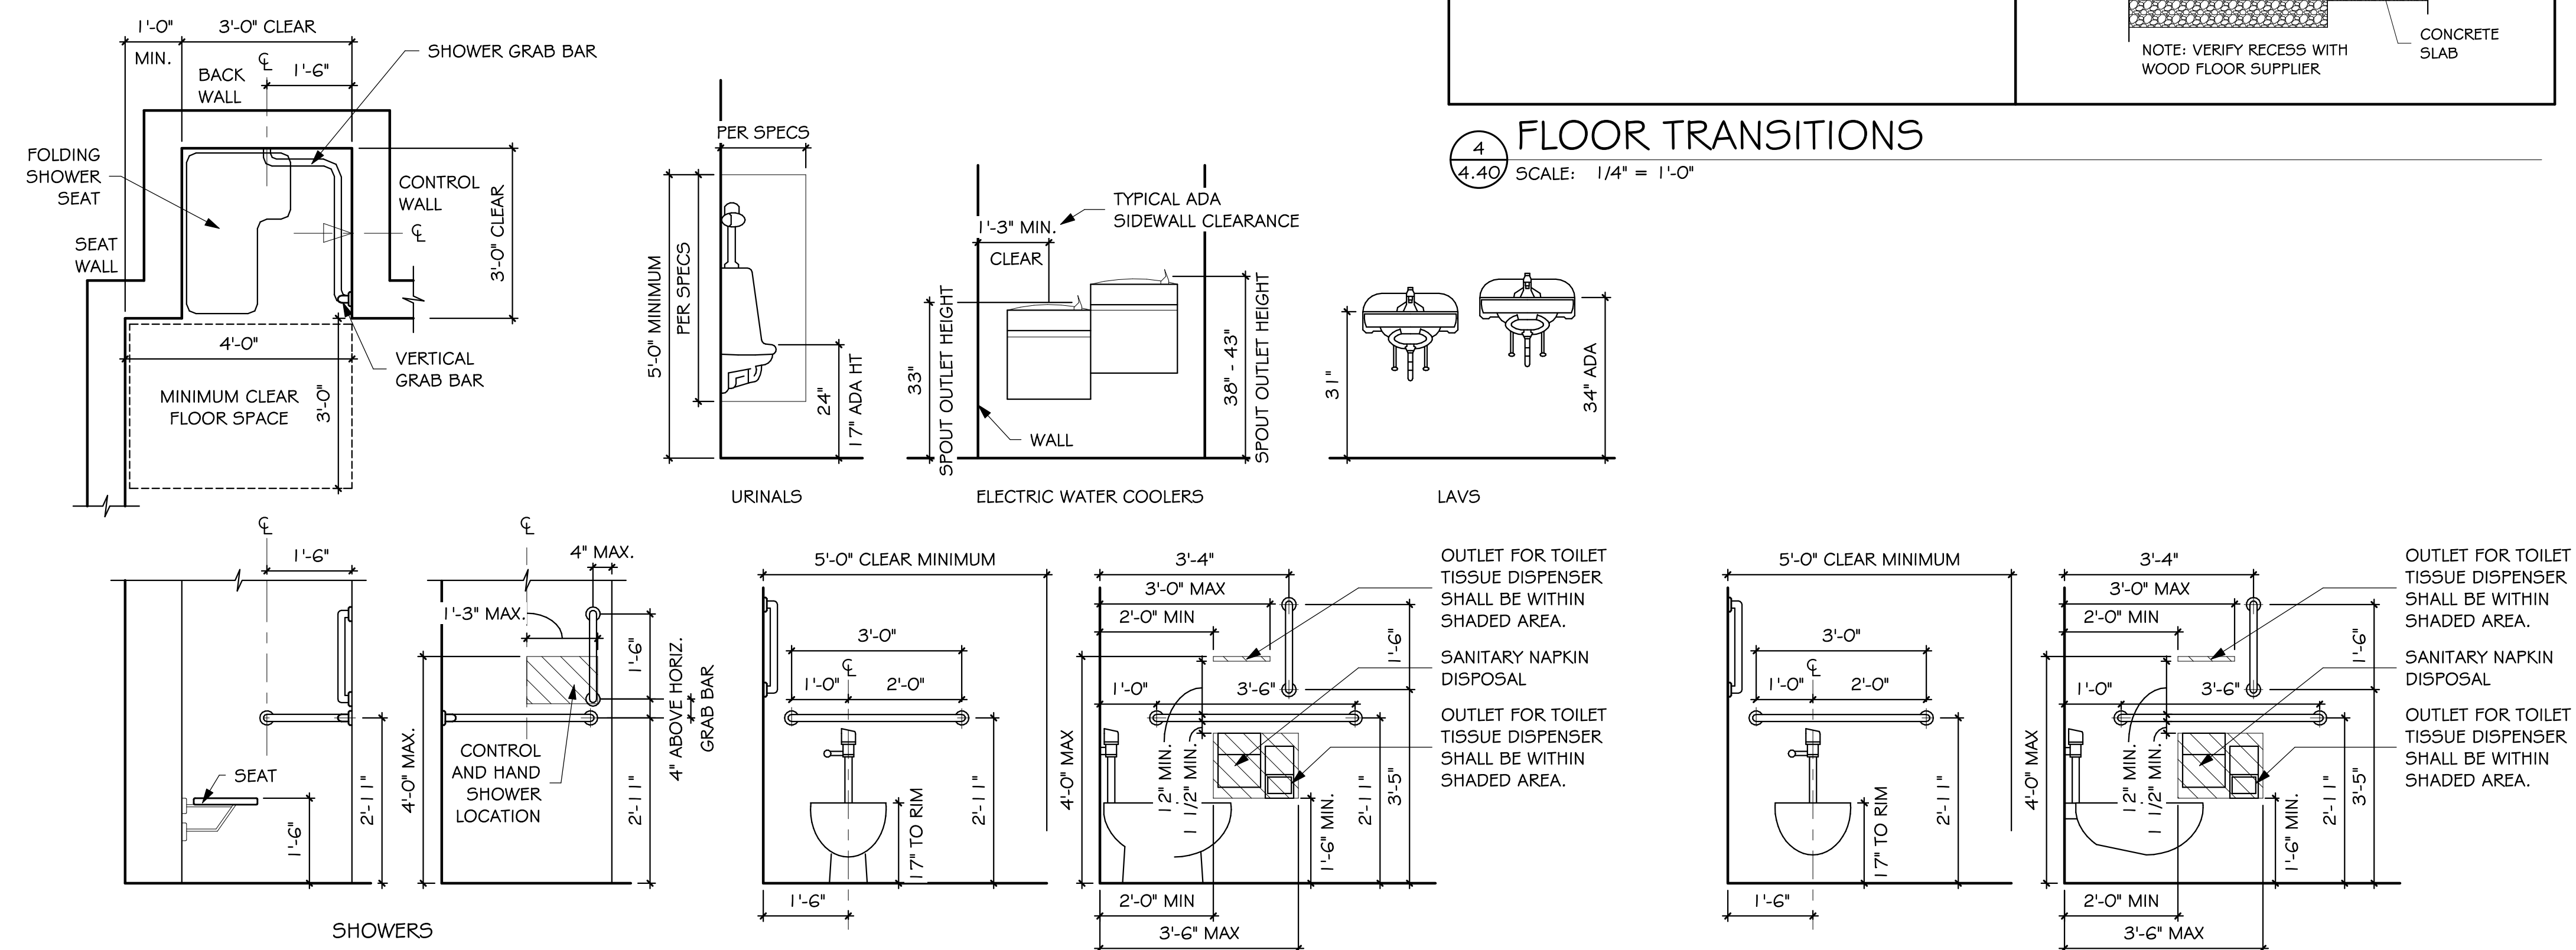 1'-0"
MIN.
3'-0" CLEAR
℄
1'-6"
BACK
WALL
SHOWER GRAB BAR
FOLDING
SHOWER
SEAT
CONTROL
WALL
℄
3'-0" CLEAR
SEAT
WALL
4'-0"
VERTICAL
GRAB BAR
MINIMUM CLEAR
FLOOR SPACE
3'-0"
PER SPECS
5'-0" MINIMUM
PER SPECS
24"
17" ADA HT
URINALS
TYPICAL ADA
SIDEWALL CLEARANCE
1'-3" MIN.
CLEAR
33"
SPOUT OUTLET HEIGHT
38" - 43"
SPOUT OUTLET HEIGHT
WALL
ELECTRIC WATER COOLERS
31"
34" ADA
LAVS
NOTE: VERIFY RECESS WITH
WOOD FLOOR SUPPLIER
CONCRETE
SLAB
4
4.40
FLOOR TRANSITIONS
SCALE: 1/4" = 1'-0"
℄
1'-6"
SEAT
1'-6"
2'-11"
℄
4" MAX.
1'-3" MAX.
1'-6"
4" ABOVE HORIZ.
GRAB BAR
4'-0" MAX.
CONTROL
AND HAND
SHOWER
LOCATION
2'-11"
SHOWERS
5'-0" CLEAR MINIMUM
3'-0"
℄
1'-0"
2'-0"
17" TO RIM
2'-11"
1'-6"
3'-4"
3'-0" MAX
2'-0" MIN
1'-6"
1'-0"
3'-6"
4'-0" MAX
12" MIN.
1 1/2" MIN.
1'-6" MIN.
2'-11"
3'-5"
2'-0" MIN
3'-6" MAX
OUTLET FOR TOILET
TISSUE DISPENSER
SHALL BE WITHIN
SHADED AREA.
SANITARY NAPKIN
DISPOSAL
OUTLET FOR TOILET
TISSUE DISPENSER
SHALL BE WITHIN
SHADED AREA.
5'-0" CLEAR MINIMUM
3'-0"
℄
1'-0"
2'-0"
17" TO RIM
2'-11"
1'-6"
3'-4"
3'-0" MAX
2'-0" MIN
1'-6"
1'-0"
3'-6"
4'-0" MAX
12" MIN.
1 1/2" MIN.
1'-6" MIN.
2'-11"
3'-5"
2'-0" MIN
3'-6" MAX
OUTLET FOR TOILET
TISSUE DISPENSER
SHALL BE WITHIN
SHADED AREA.
SANITARY NAPKIN
DISPOSAL
OUTLET FOR TOILET
TISSUE DISPENSER
SHALL BE WITHIN
SHADED AREA.